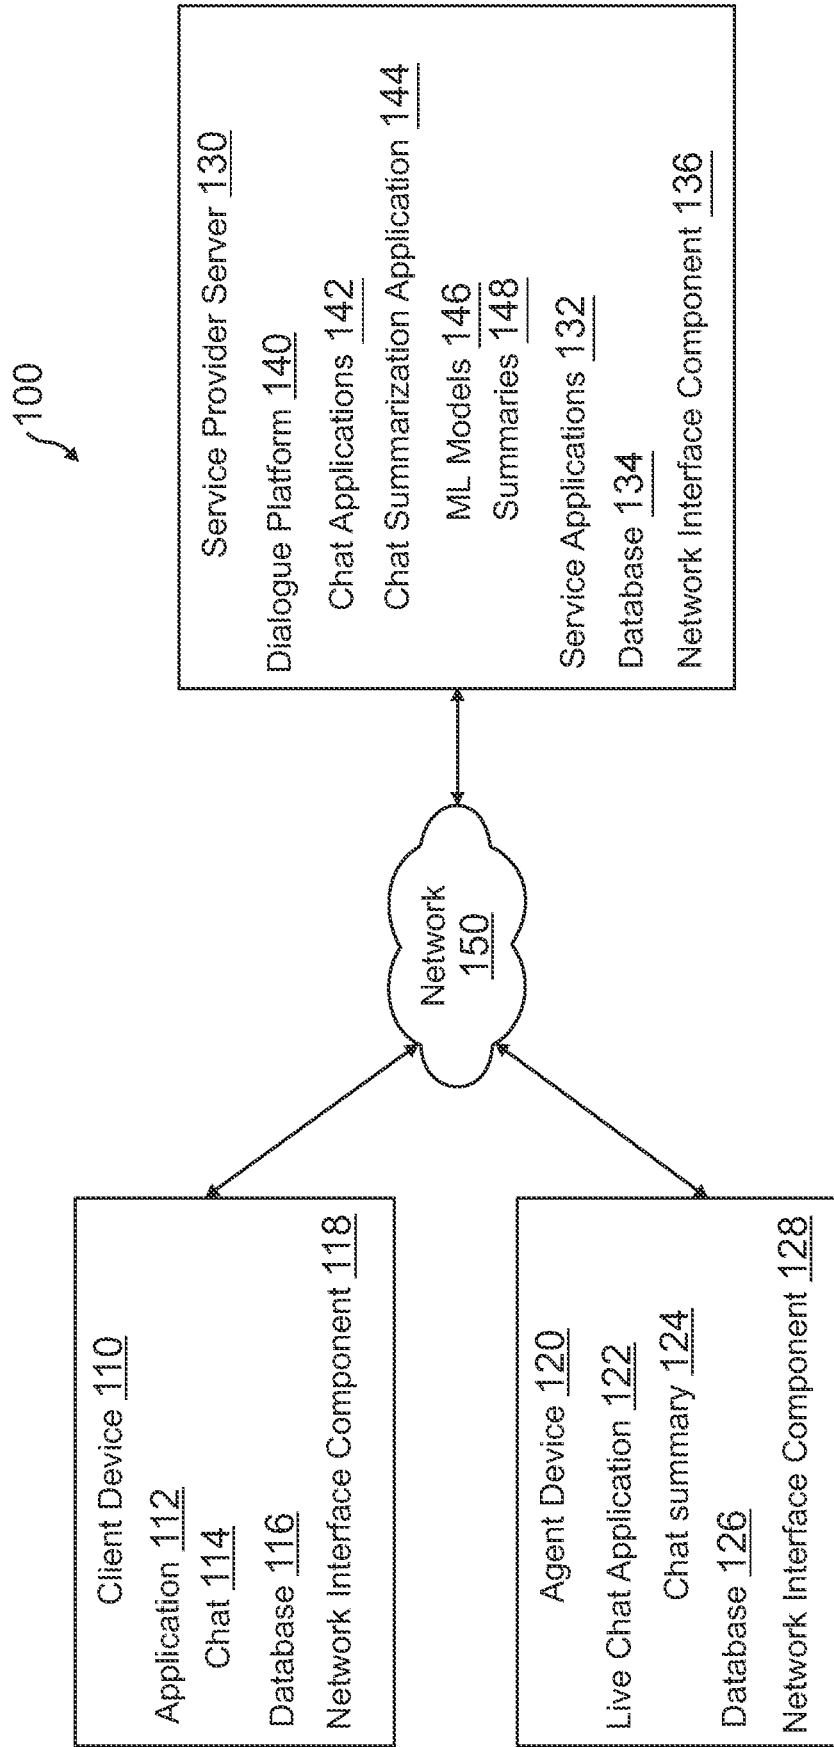 100
Client Device 110
Application 112
Chat 114
Database 116
Network Interface Component 118
Agent Device 120
Live Chat Application 122
Chat summary 124
Database 126
Network Interface Component 128
Network
150
Service Provider Server 130
Dialogue Platform 140
Chat Applications 142
Chat Summarization Application 144
ML Models 146
Summaries 148
Service Applications 132
Database 134
Network Interface Component 136